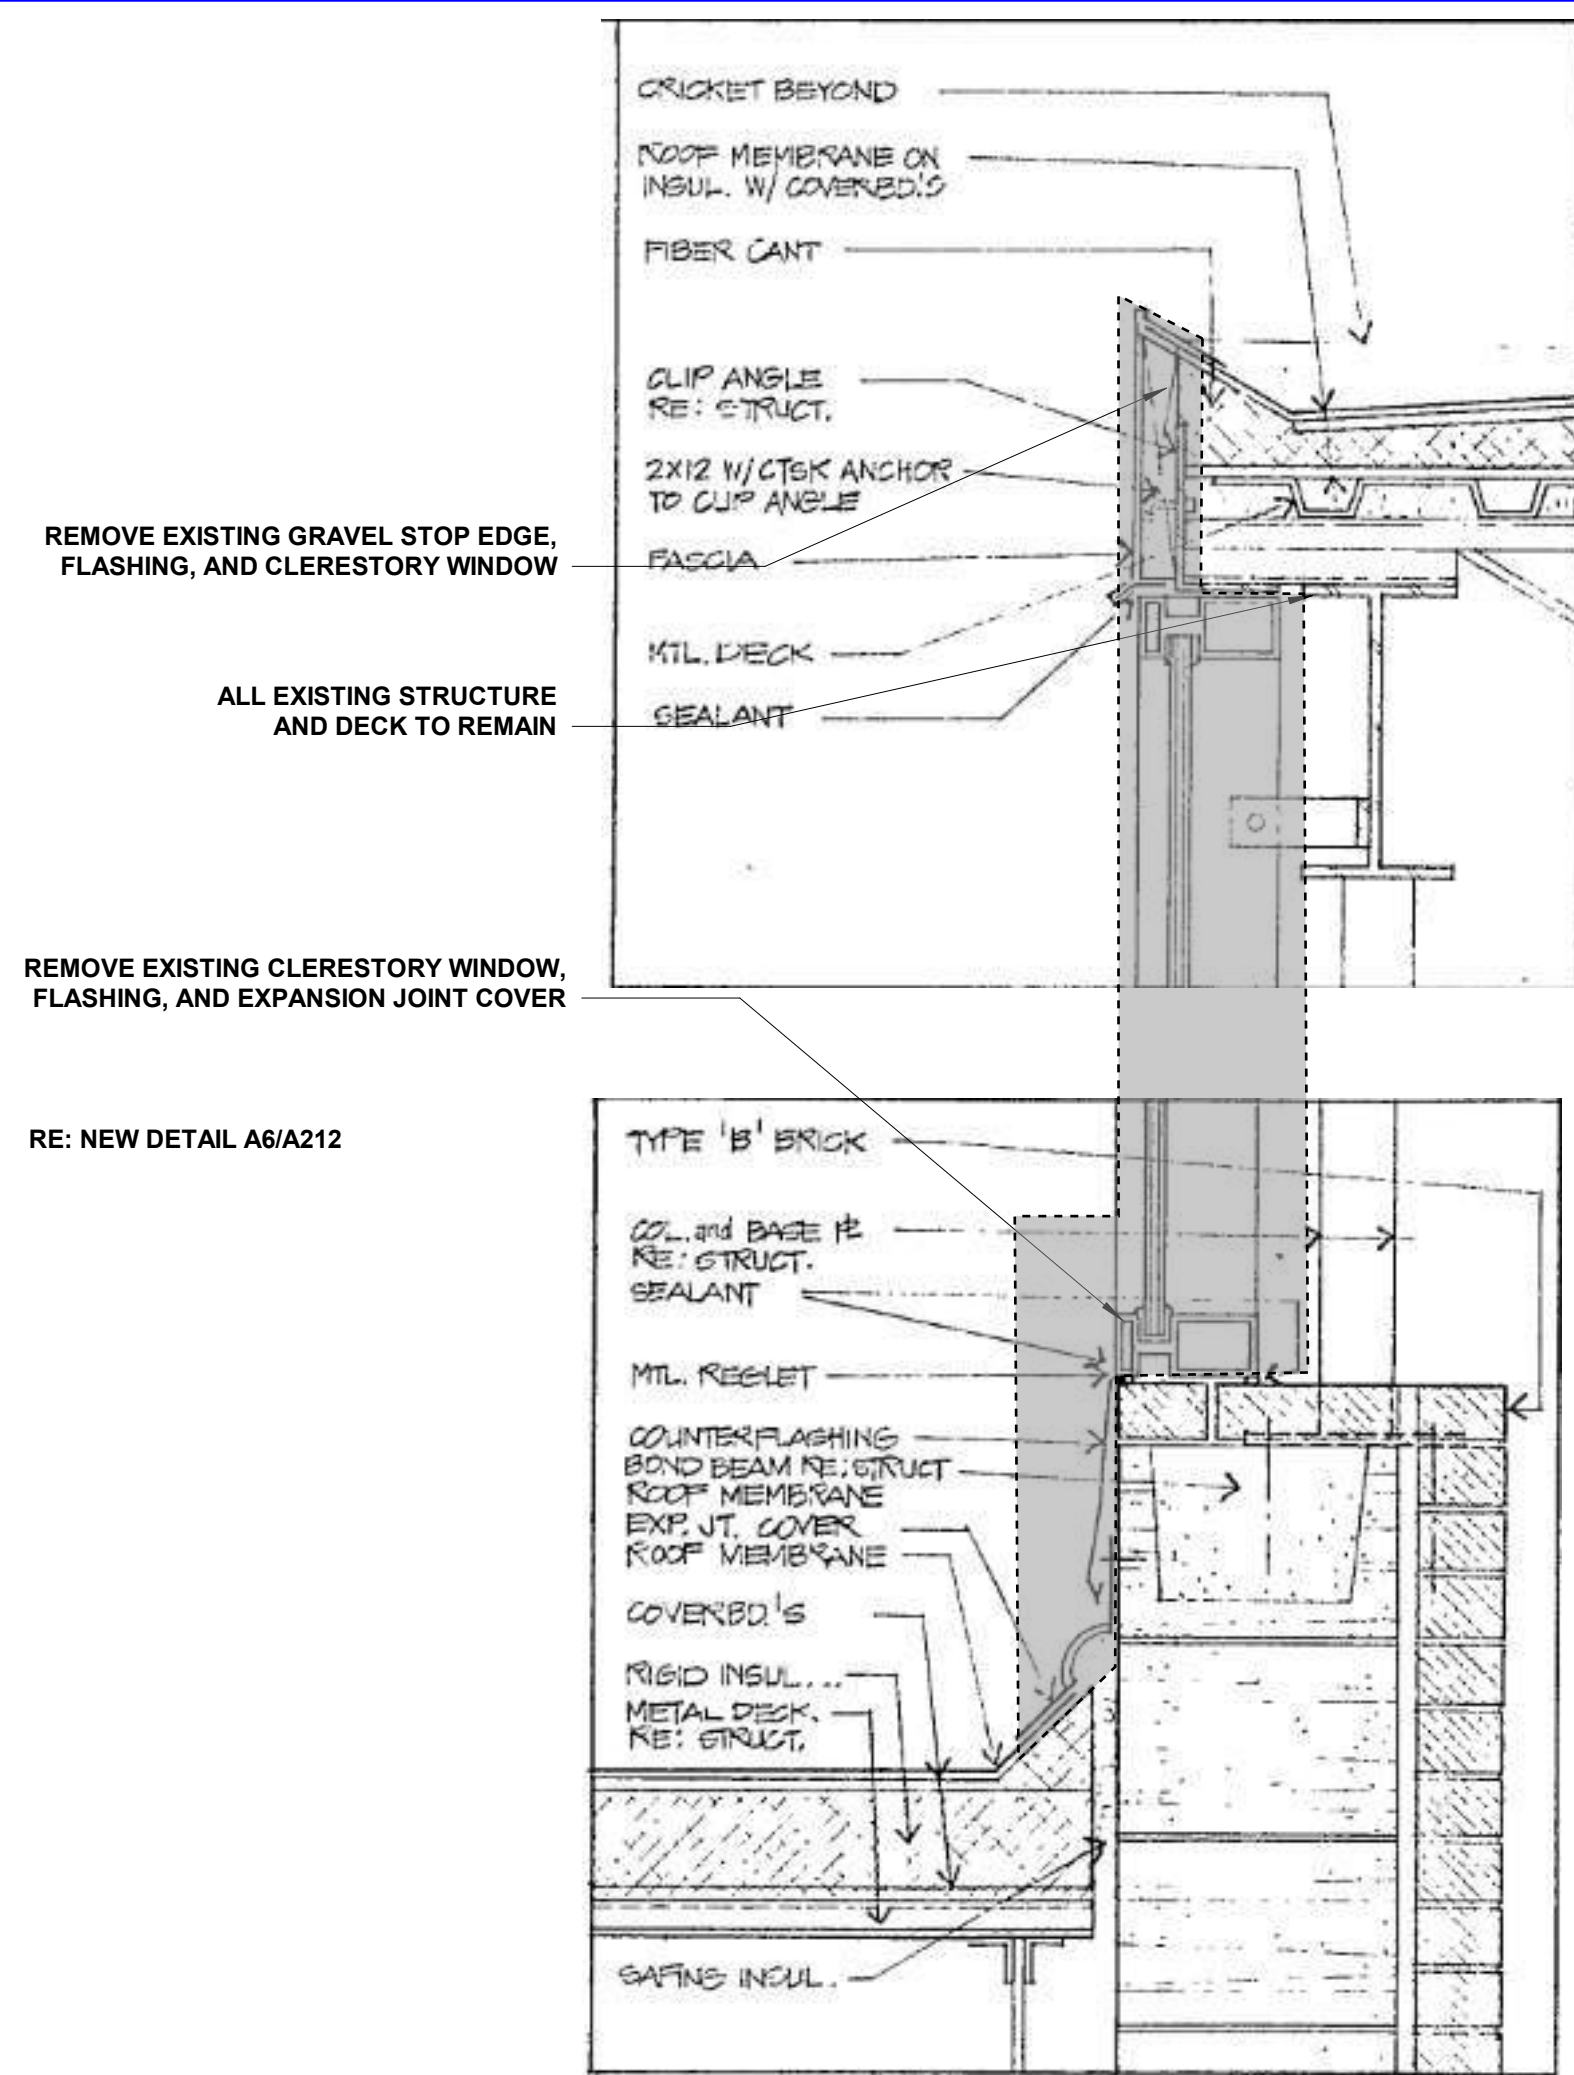 CRICKET BEYOND
ROOF MEMBRANE ON
INSUL. W/ COVERBD.'S
FIBER CANT
CLIP ANGLE
RE: STRUCT.
2X12 W/CTSK ANCHOR
TO CLIP ANGLE
REMOVE EXISTING GRAVEL STOP EDGE,
FLASHING, AND CLERESTORY WINDOW
FASCIA
MTL. DECK
ALL EXISTING STRUCTURE
AND DECK TO REMAIN
SEALANT
REMOVE EXISTING CLERESTORY WINDOW,
FLASHING, AND EXPANSION JOINT COVER
RE: NEW DETAIL A6/A212
TYPE 'B' BRICK
COL. and BASE PL
RE: STRUCT.
SEALANT
MTL. REGLET
COUNTERFLASHING
BOND BEAM RE: STRUCT
ROOF MEMBRANE
EXP. JT. COVER
ROOF MEMBRANE
COVERBD.'S
RIGID INSUL...
METAL DECK.
RE: STRUCT.
SAFING INSUL.